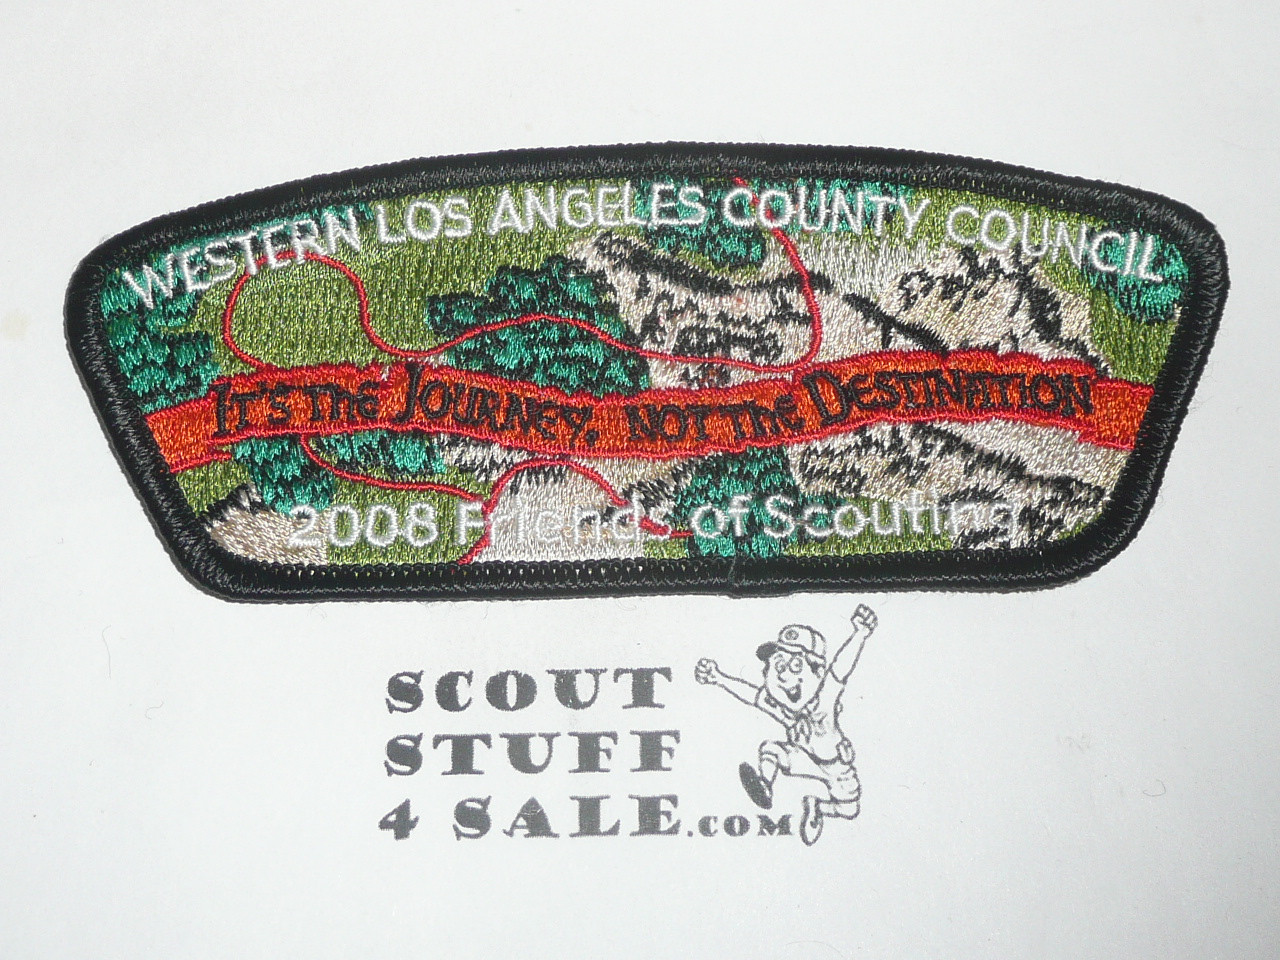 WESTERN LOS ANGELES COUNTY COUNCIL
IT'S THE JOURNEY, NOT THE DESTINATION
2008 Friends of Scouting
SCOUT
STUFF
4 SALE.COM